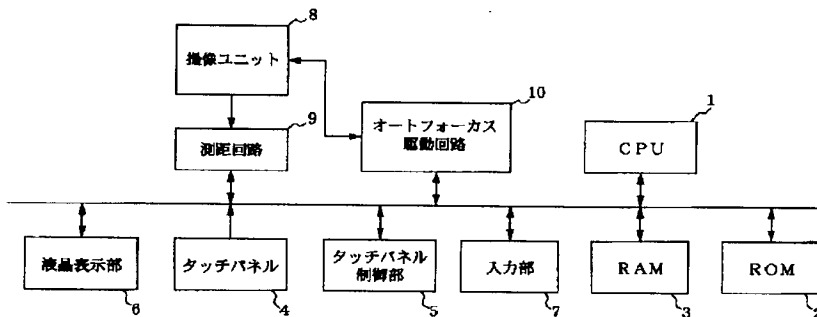 8
撮像ユニット
9
測距回路
10
オートフォーカス
駆動回路
1
CPU
液晶表示部
6
タッチパネル
4
タッチパネル
制御部
5
入力部
7
RAM
3
ROM
2